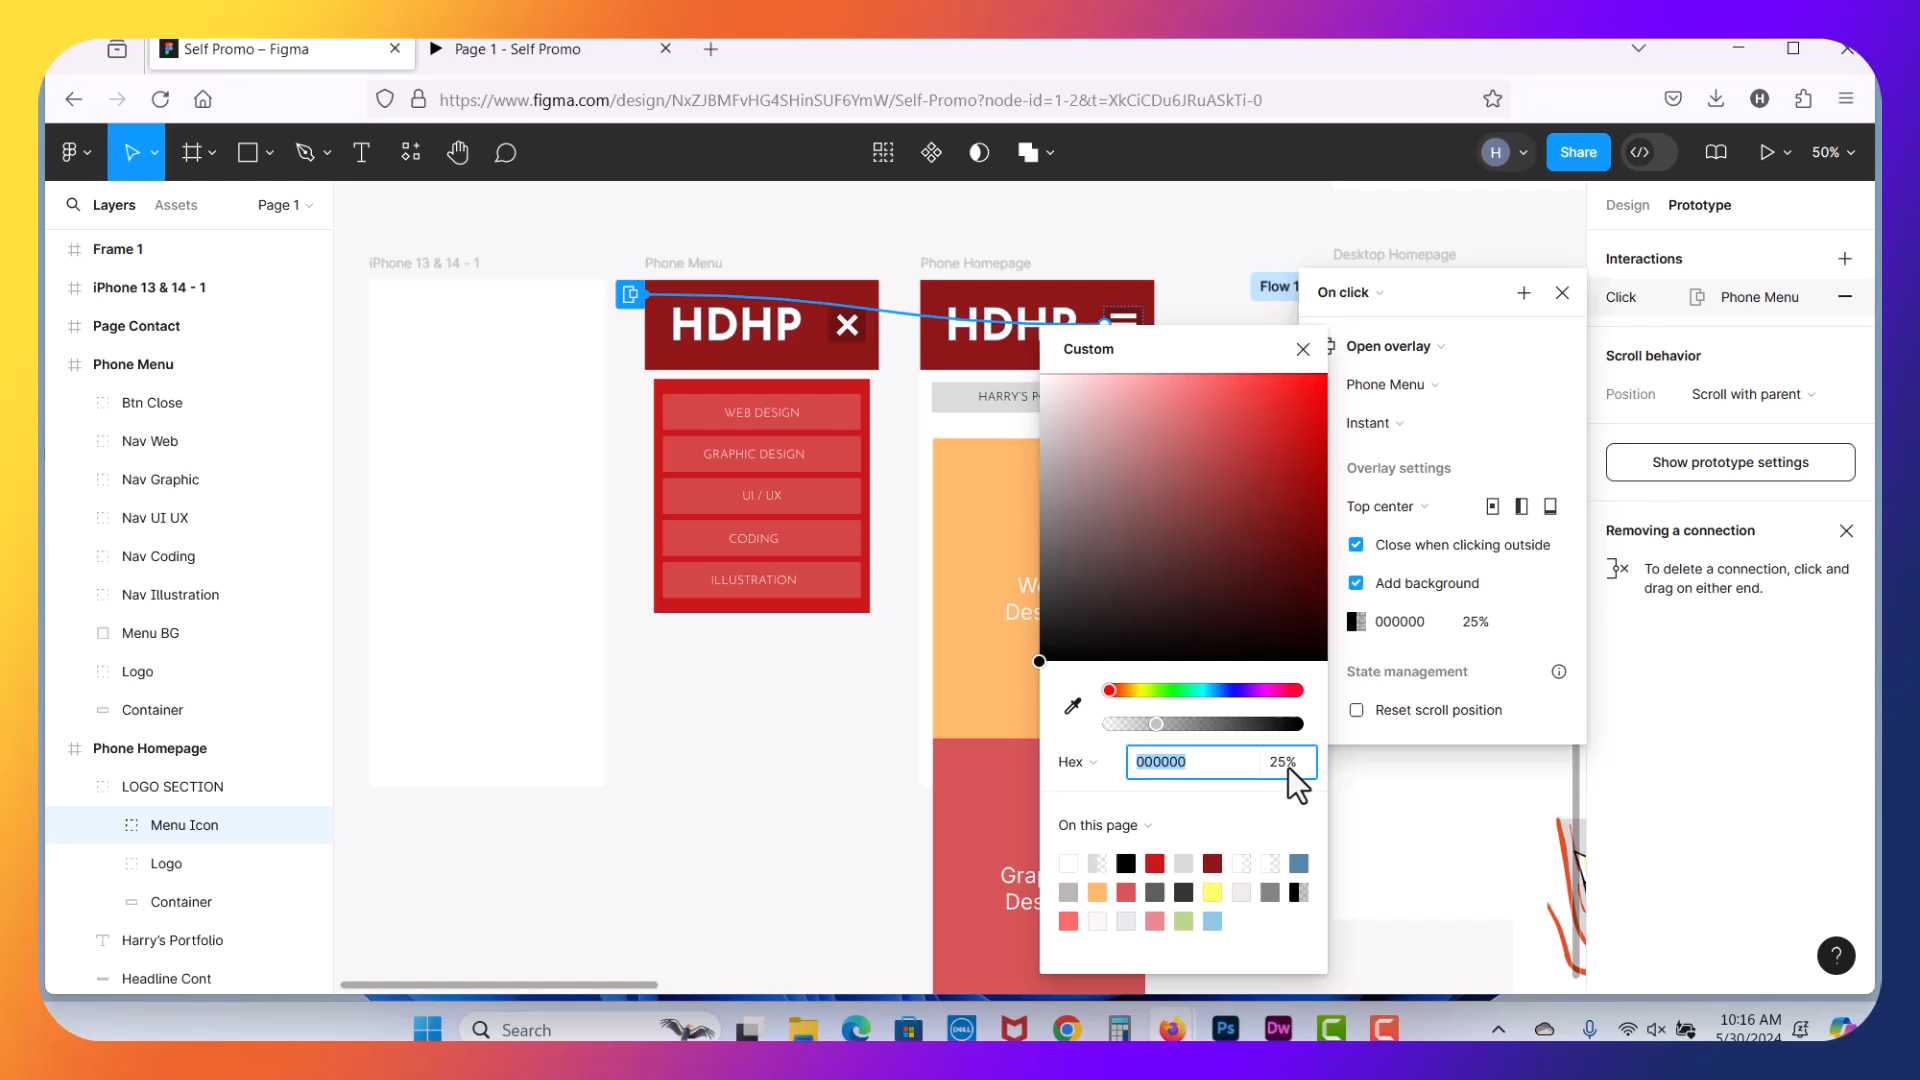 Self Promo – Figma
Page 1 - Self Promo
https://www.figma.com/design/NxZJBMFvHG4SHinSUF6YmW/Self-Promo?node-id=1-2&t=XkCiCDu6JRuASkTi-0
H
H
Share
50%
Layers
Assets
Page 1
Frame 1
iPhone 13 & 14 - 1
Page Contact
Phone Menu
Btn Close
Nav Web
Nav Graphic
Nav UI UX
Nav Coding
Nav Illustration
Menu BG
Logo
Container
Phone Homepage
LOGO SECTION
Menu Icon
Logo
Container
Harry's Portfolio
Headline Cont
iPhone 13 & 14 - 1
Phone Menu
HDHP
WEB DESIGN
GRAPHIC DESIGN
UI / UX
CODING
ILLUSTRATION
Phone Homepage
HDHP
HARRY'S
Flow 1
Desktop Homepage
Custom
Hex
000000
25%
On this page
On click
Open overlay
Phone Menu
Instant
Overlay settings
Top center
Close when clicking outside
Add background
000000
25%
State management
Reset scroll position
Design
Prototype
Interactions
Click
Phone Menu
Scroll behavior
Position
Scroll with parent
Show prototype settings
Removing a connection
To delete a connection, click and
drag on either end.
?
Search
DELL
Ps
Dw
10:16 AM
5/30/2024